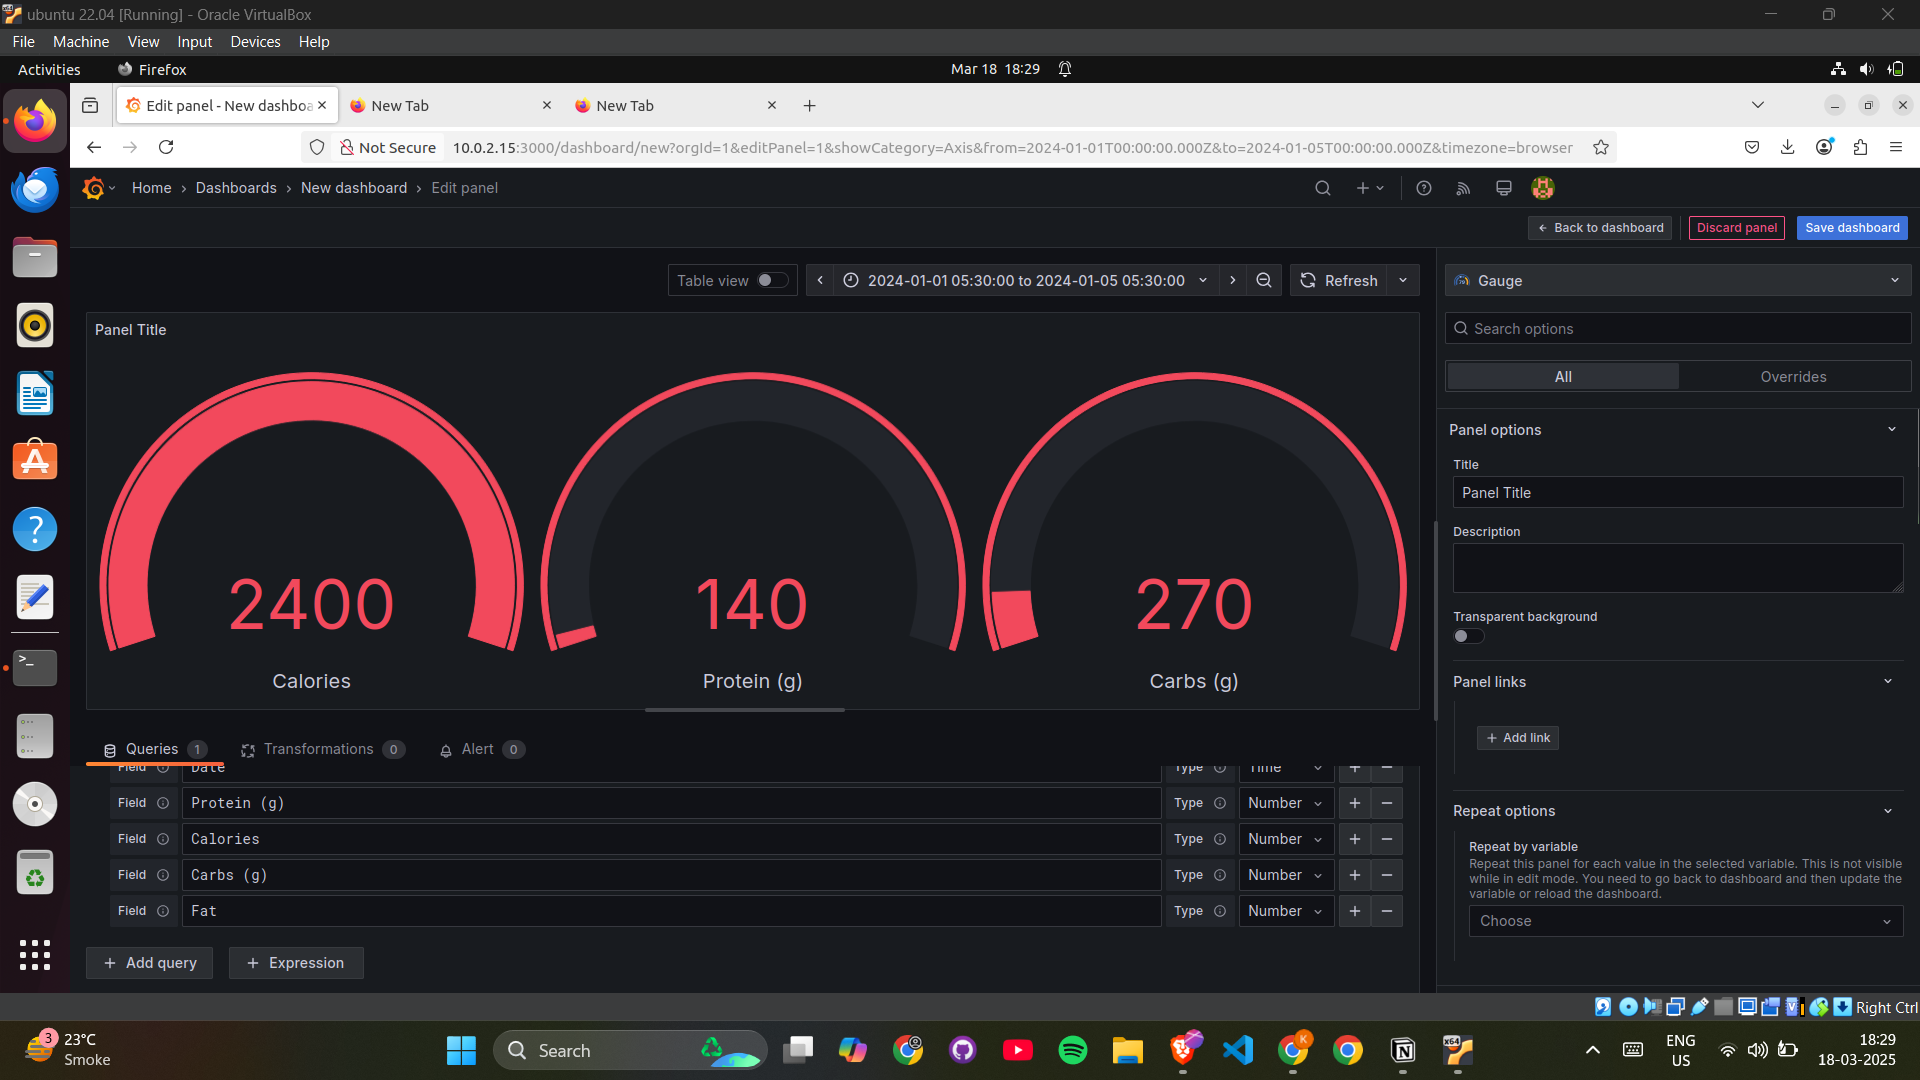 ubuntu 22.04 [Running] - Oracle VirtualBox
File Machine View Input Devices Help
Activities Firefox Mar 18 18:29
Edit panel - New dashboa New Tab New Tab
Not Secure 10.0.2.15:3000/dashboard/new?orgId=1&editPanel=1&showCategory=Axis&from=2024-01-01T00:00:00.000Z&to=2024-01-05T00:00:00.000Z&timezone=browser
Home › Dashboards › New dashboard › Edit panel
Back to dashboard Discard panel Save dashboard
Table view 2024-01-01 05:30:00 to 2024-01-05 05:30:00 Refresh
Gauge
Search options
All Overrides
Panel Title
Panel options
Title
Panel Title
Description
2400 140 270
Transparent background
Calories Protein (g) Carbs (g)
Panel links
Add link
Queries 1 Transformations 0 Alert 0
Field Date Type Time
Field Protein (g) Type Number
Field Calories Type Number
Field Carbs (g) Type Number
Field Fat Type Number
Repeat options
Repeat by variable
Repeat this panel for each value in the selected variable. This is not visible
while in edit mode. You need to go back to dashboard and then update the
variable or reload the dashboard.
Choose
+ Add query + Expression
Right Ctrl
3 23°C
Smoke
Search
x64
K
ENG
US
18:29
18-03-2025